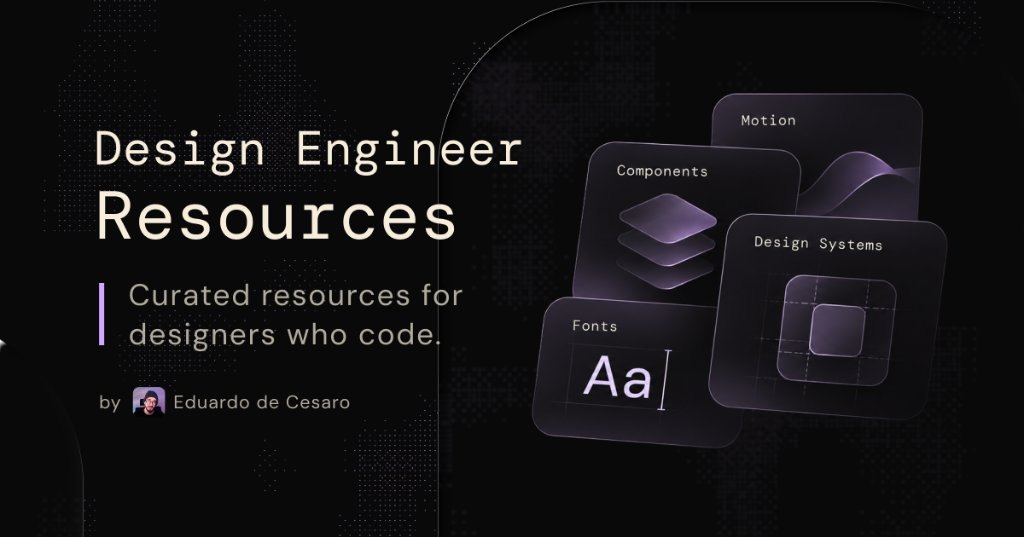 Design Engineer
Resources
Curated resources for
designers who code.
by Eduardo de Cesaro
Motion
Components
Design Systems
Fonts
Aa